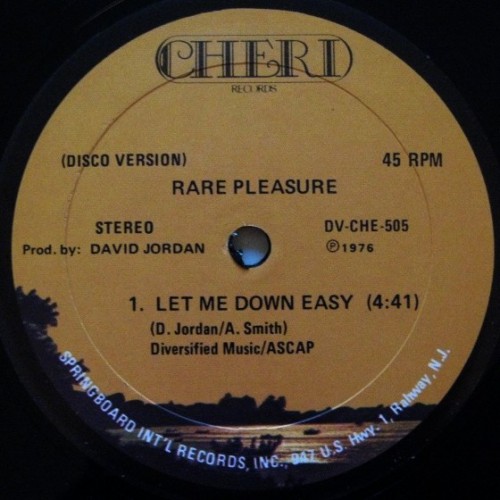 CHERI
RECORDS
(DISCO VERSION) 45 RPM
RARE PLEASURE
STEREO DV-CHE-505
Prod. by: DAVID JORDAN ℗ 1976
1. LET ME DOWN EASY (4:41)
(D. Jordan/A. Smith)
Diversified Music/ASCAP
SPRINGBOARD INT'L RECORDS, INC., 947 U.S. Hwy. 1, Rahway, N.J.